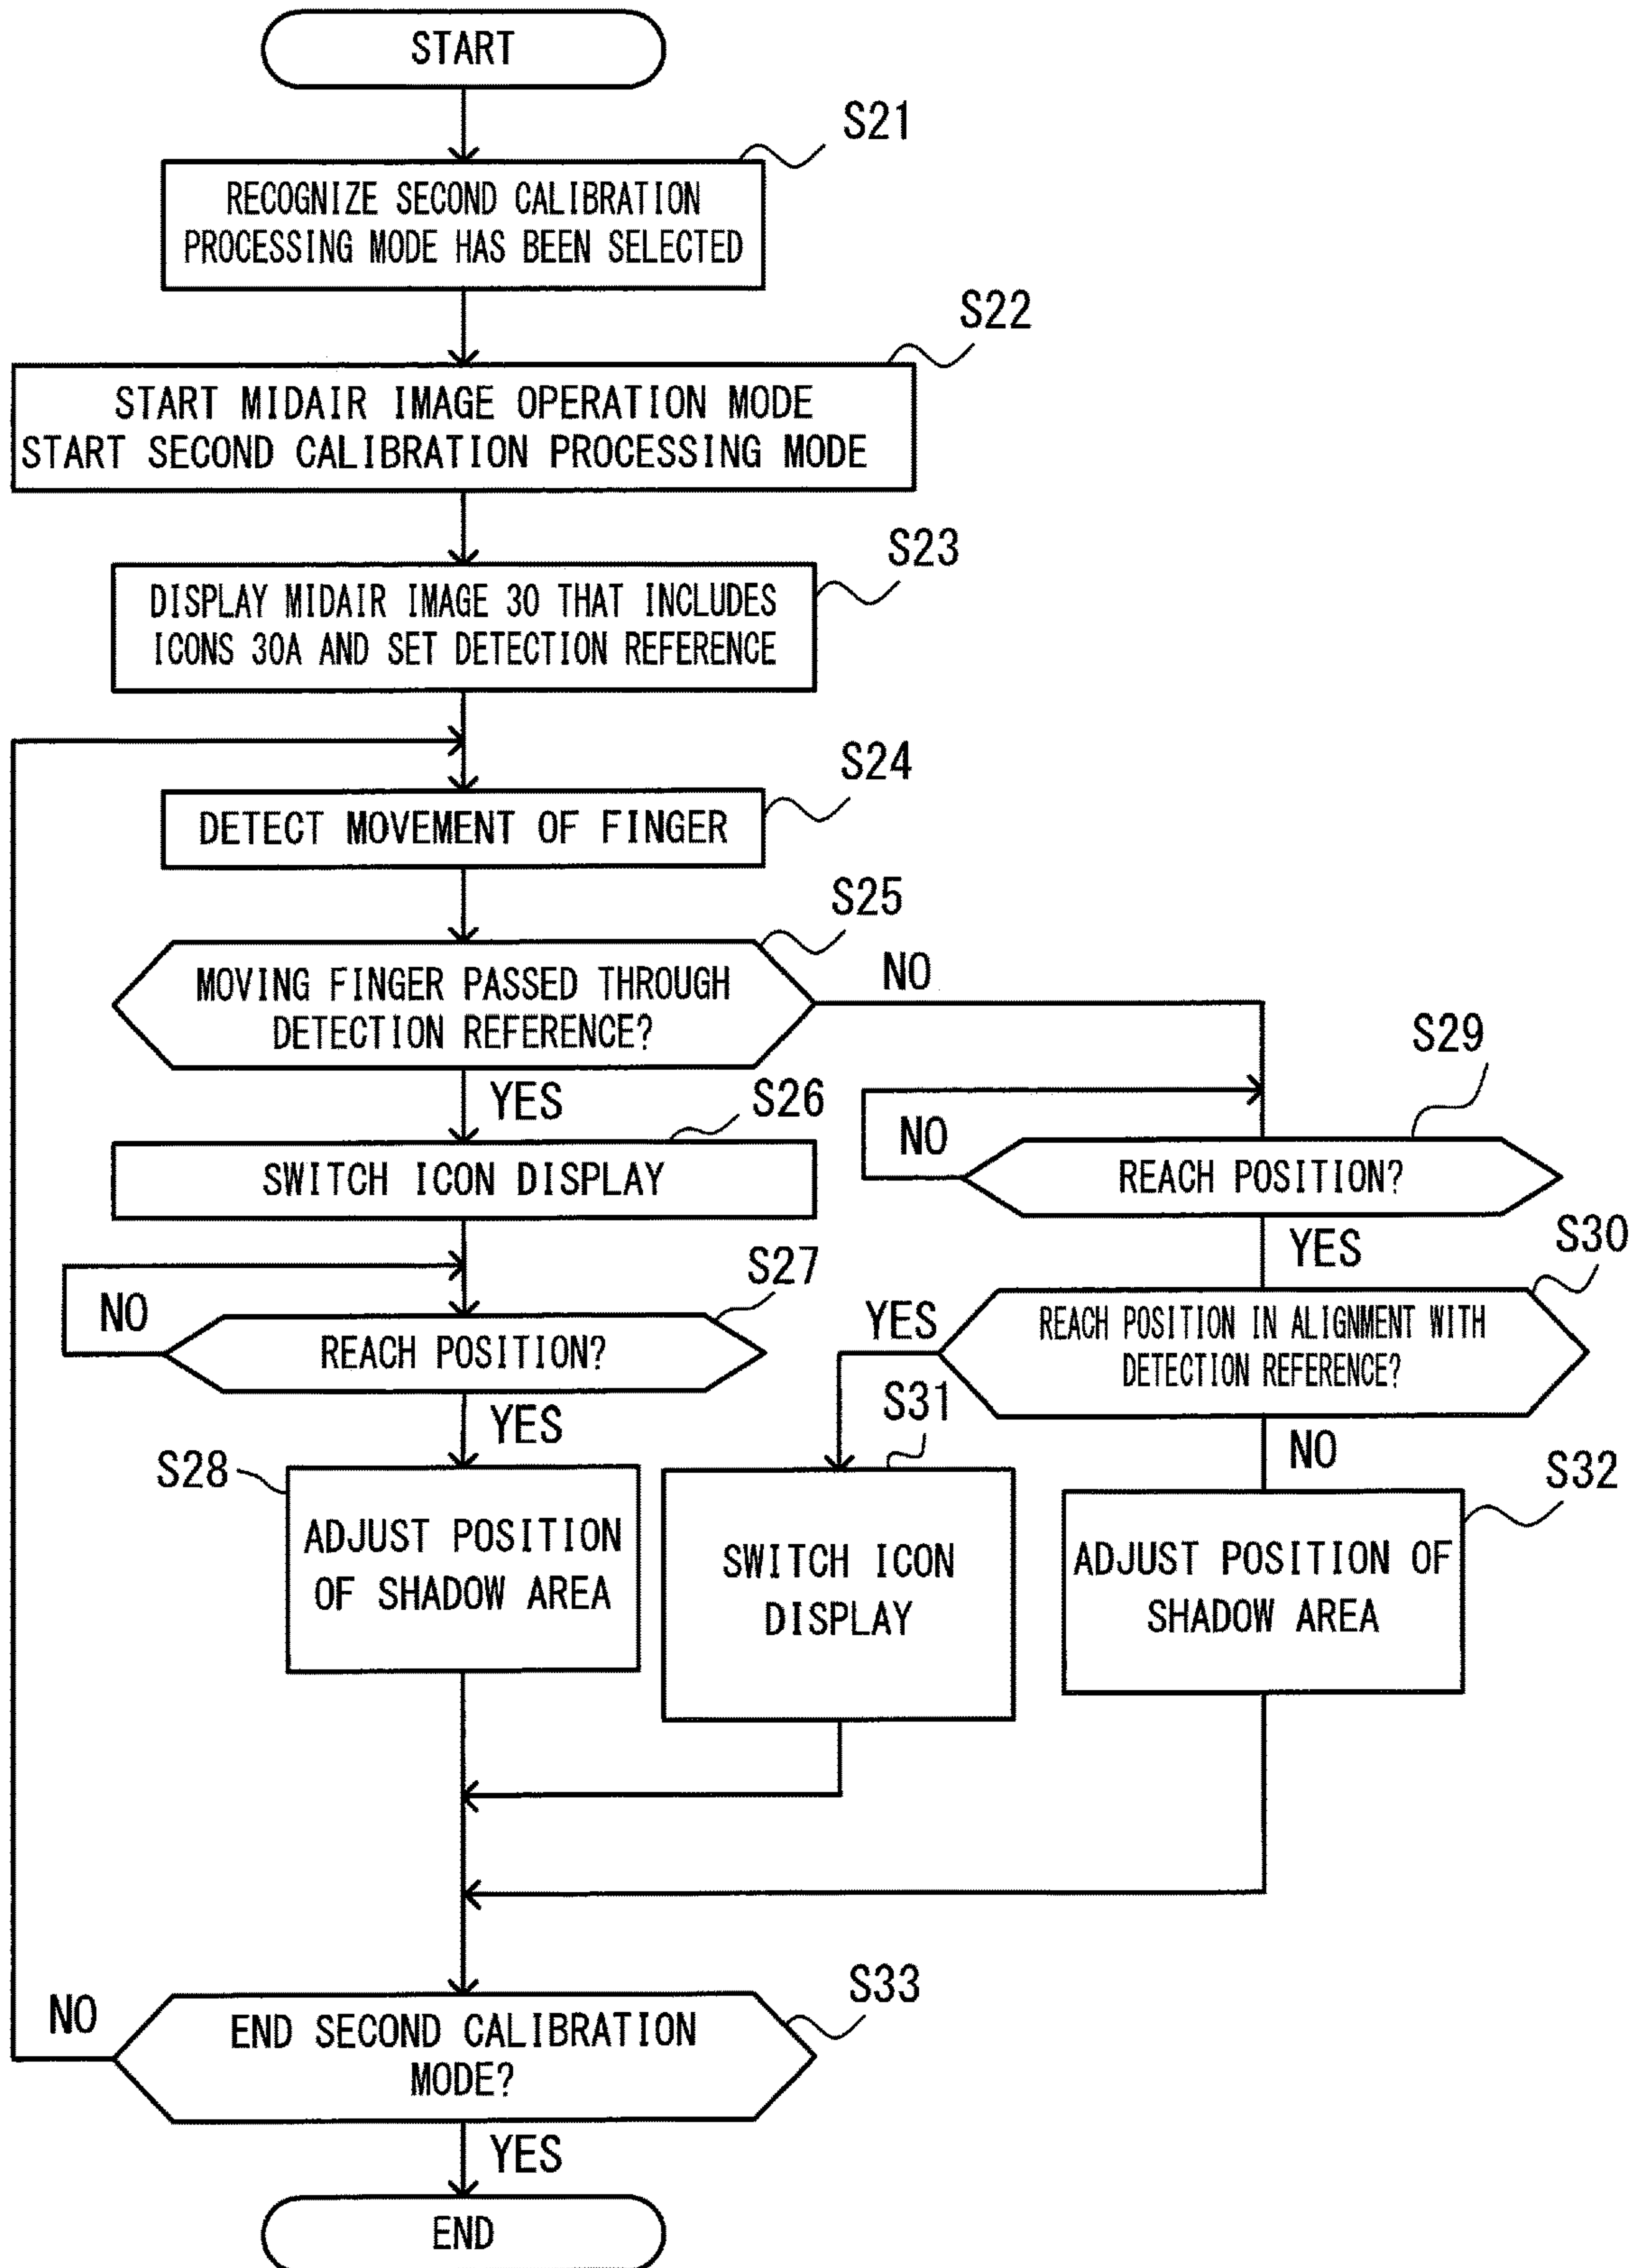 START
S21
RECOGNIZE SECOND CALIBRATION
PROCESSING MODE HAS BEEN SELECTED
S22
START MIDAIR IMAGE OPERATION MODE
START SECOND CALIBRATION PROCESSING MODE
S23
DISPLAY MIDAIR IMAGE 30 THAT INCLUDES
ICONS 30A AND SET DETECTION REFERENCE
S24
DETECT MOVEMENT OF FINGER
S25
MOVING FINGER PASSED THROUGH
DETECTION REFERENCE?
NO
YES
S26
SWITCH ICON DISPLAY
S27
NO
REACH POSITION?
YES
S28
ADJUST POSITION
OF SHADOW AREA
S29
NO
REACH POSITION?
YES
S30
REACH POSITION IN ALIGNMENT WITH
DETECTION REFERENCE?
YES
S31
SWITCH ICON
DISPLAY
NO
S32
ADJUST POSITION OF
SHADOW AREA
S33
NO
END SECOND CALIBRATION
MODE?
YES
END